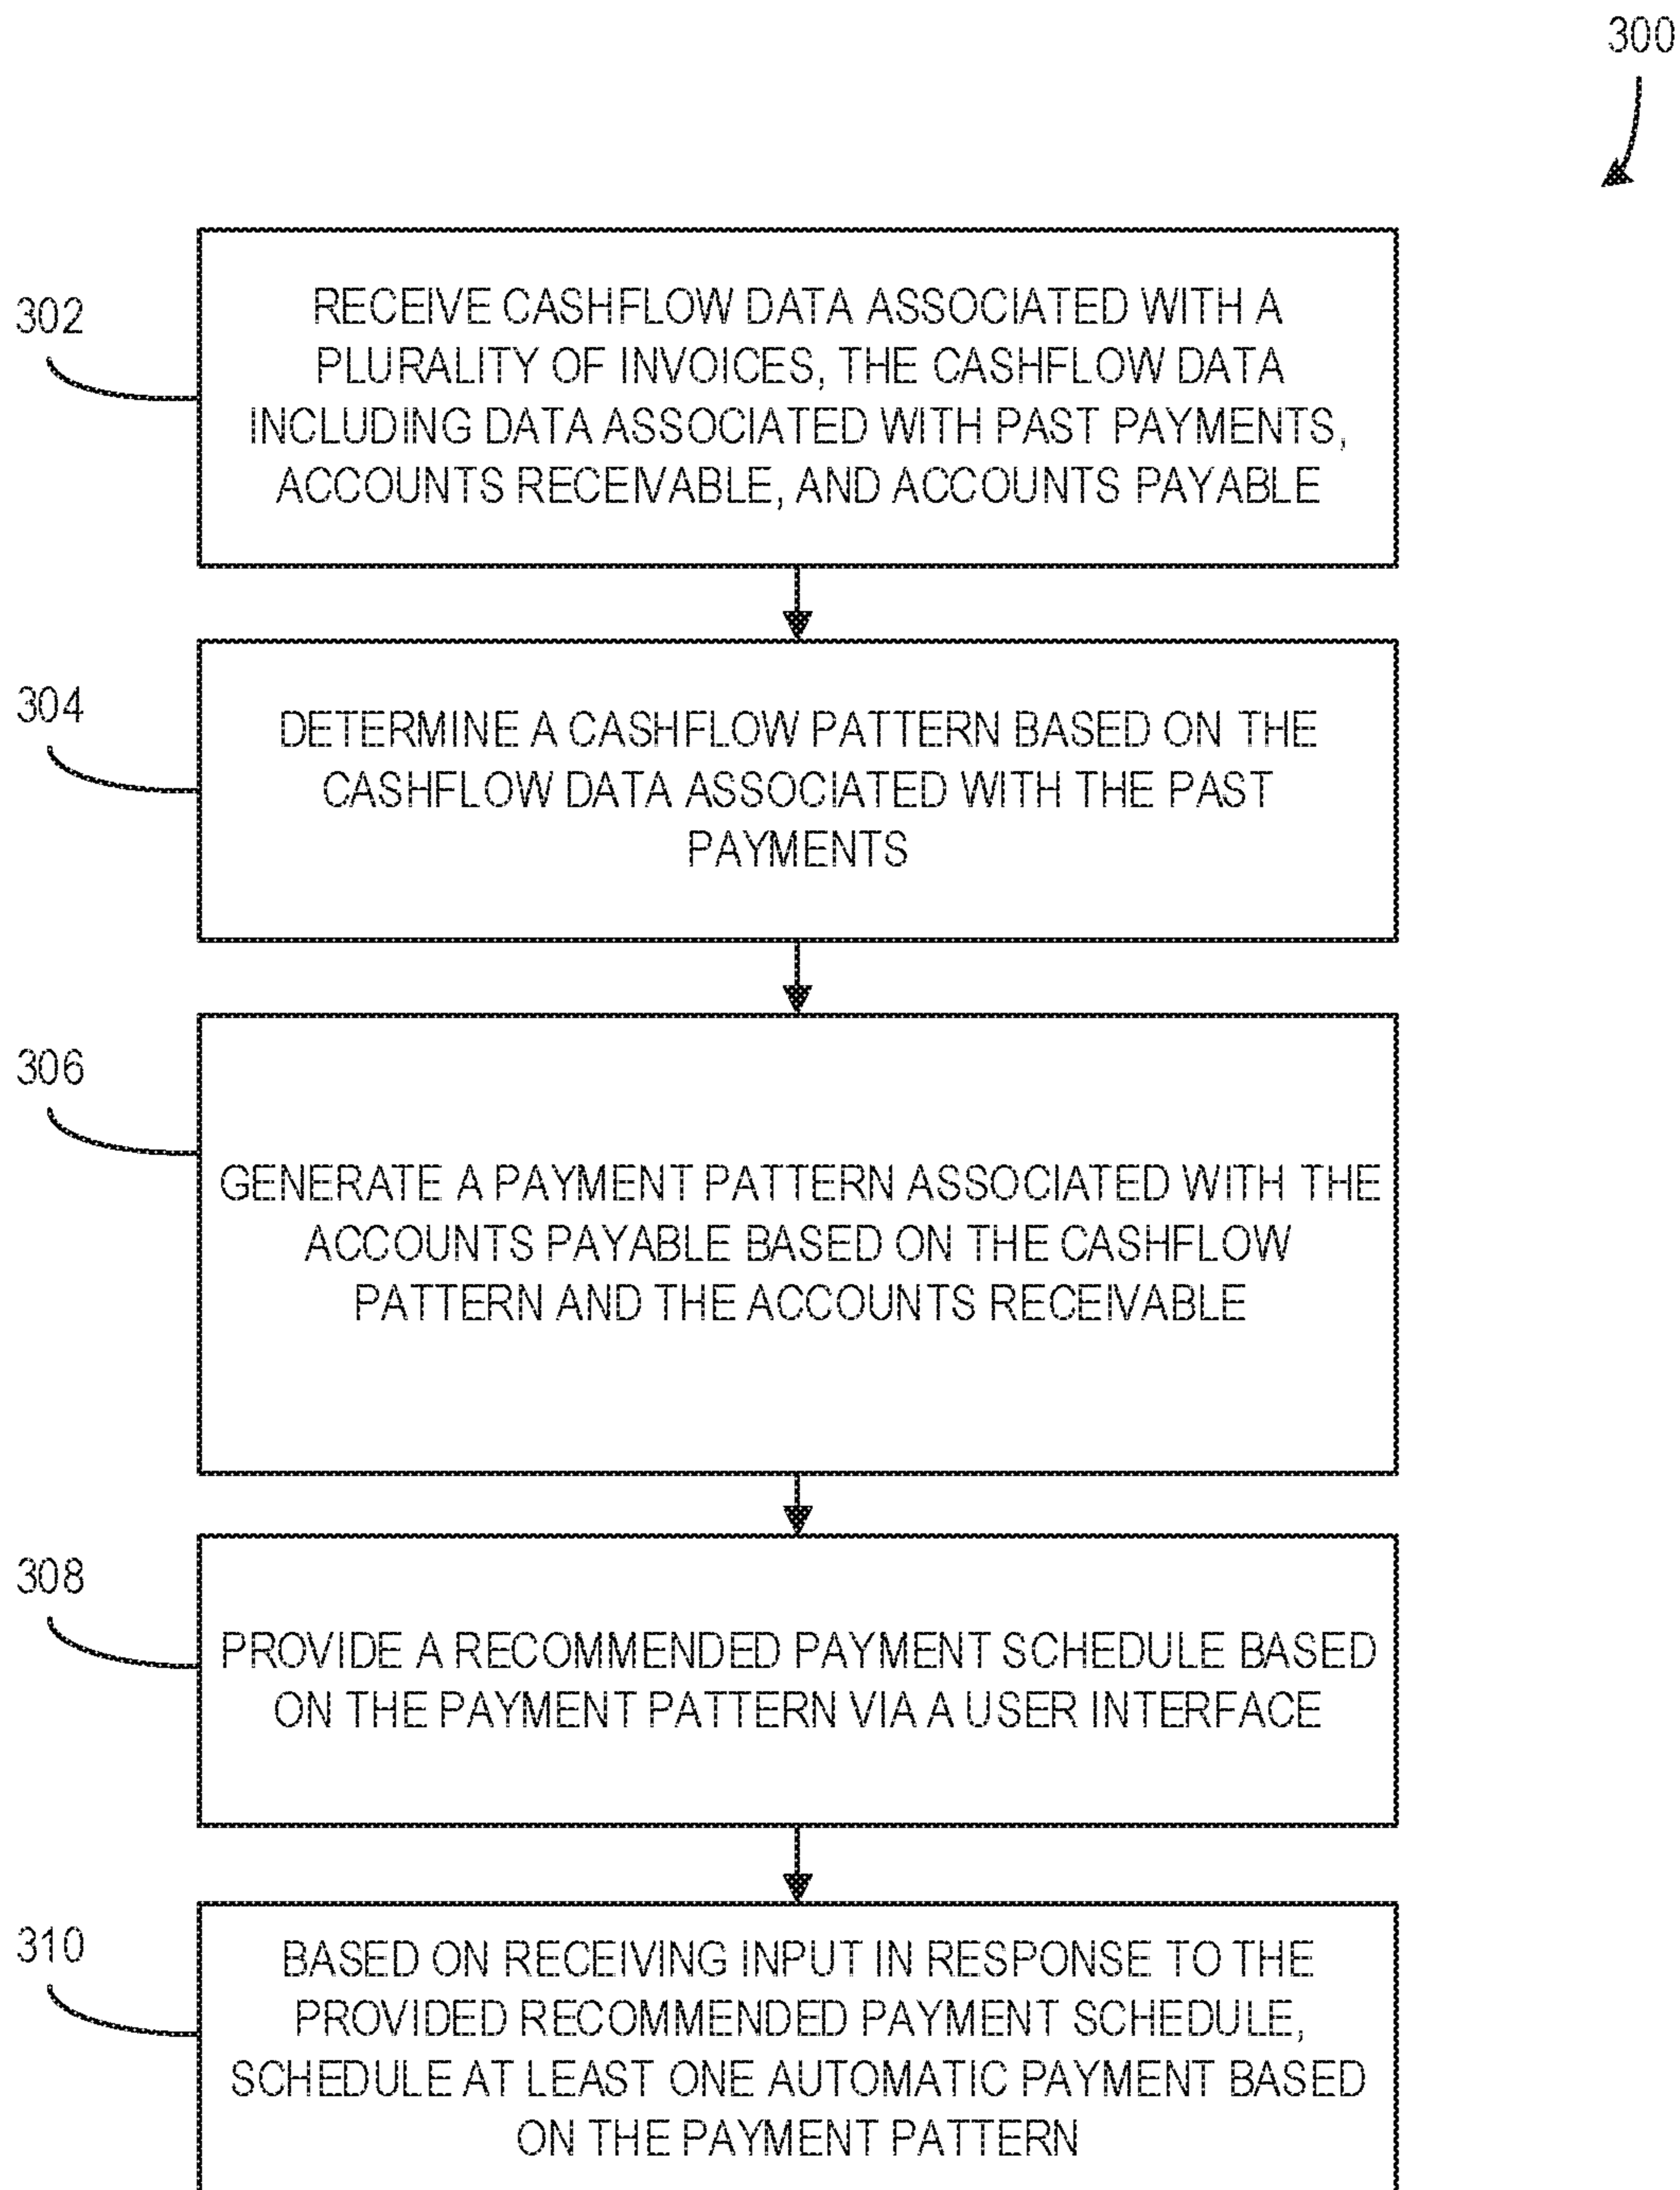 300
302
RECEIVE CASHFLOW DATA ASSOCIATED WITH A
PLURALITY OF INVOICES, THE CASHFLOW DATA
INCLUDING DATA ASSOCIATED WITH PAST PAYMENTS,
ACCOUNTS RECEIVABLE, AND ACCOUNTS PAYABLE
304
DETERMINE A CASHFLOW PATTERN BASED ON THE
CASHFLOW DATA ASSOCIATED WITH THE PAST
PAYMENTS
306
GENERATE A PAYMENT PATTERN ASSOCIATED WITH THE
ACCOUNTS PAYABLE BASED ON THE CASHFLOW
PATTERN AND THE ACCOUNTS RECEIVABLE
308
PROVIDE A RECOMMENDED PAYMENT SCHEDULE BASED
ON THE PAYMENT PATTERN VIA A USER INTERFACE
310
BASED ON RECEIVING INPUT IN RESPONSE TO THE
PROVIDED RECOMMENDED PAYMENT SCHEDULE,
SCHEDULE AT LEAST ONE AUTOMATIC PAYMENT BASED
ON THE PAYMENT PATTERN